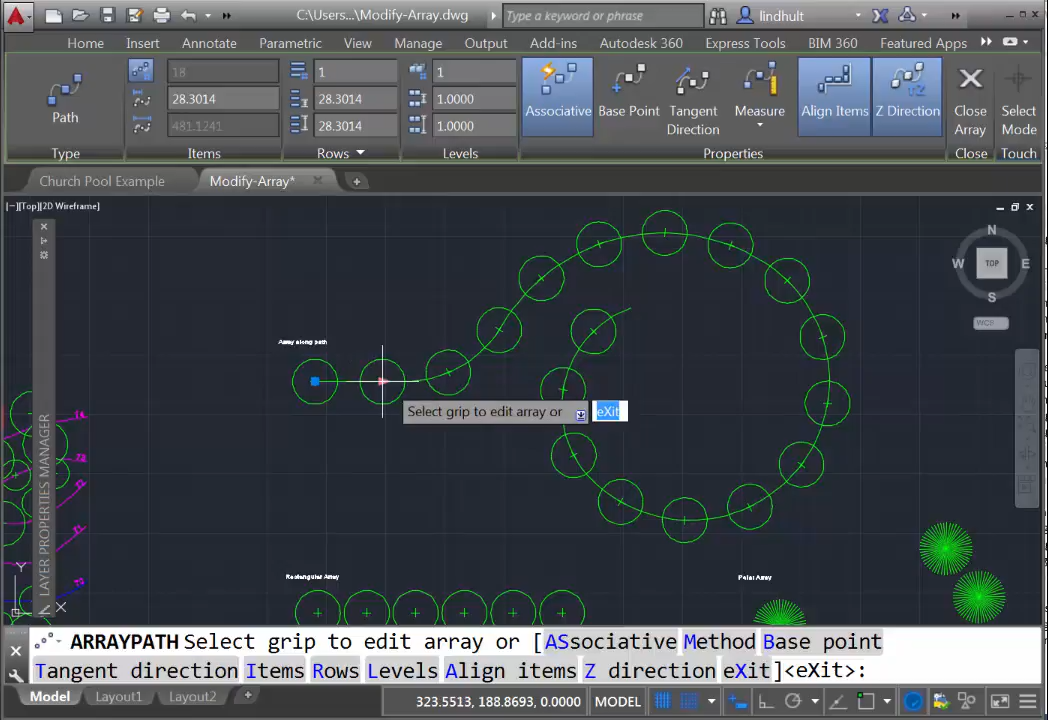 C:\Users...\Modify-Array.dwg
Type a keyword or phrase
lindhult
Home Insert Annotate Parametric View Manage Output Add-ins Autodesk 360 Express Tools BIM 360 Featured Apps
Path
18
28.3014
481.1241
1
28.3014
28.3014
1
1.0000
1.0000
Associative
Base Point
Tangent
Direction
Measure
Align Items
Z Direction
Close
Array
Select
Mode
Type Items Rows Levels Properties Close Touch
Church Pool Example
Modify-Array*
[−][Top][2D Wireframe]
N
W TOP E
S
WCS
Array along path
Select grip to edit array or
eXit
LAYER PROPERTIES MANAGER
Rectangular Array
Polar Array
Y
X
ARRAYPATH Select grip to edit array or [ASsociative Method Base point
Tangent direction Items Rows Levels Align items Z direction eXit]<eXit>:
Model Layout1 Layout2
323.5513, 188.8693, 0.0000 MODEL